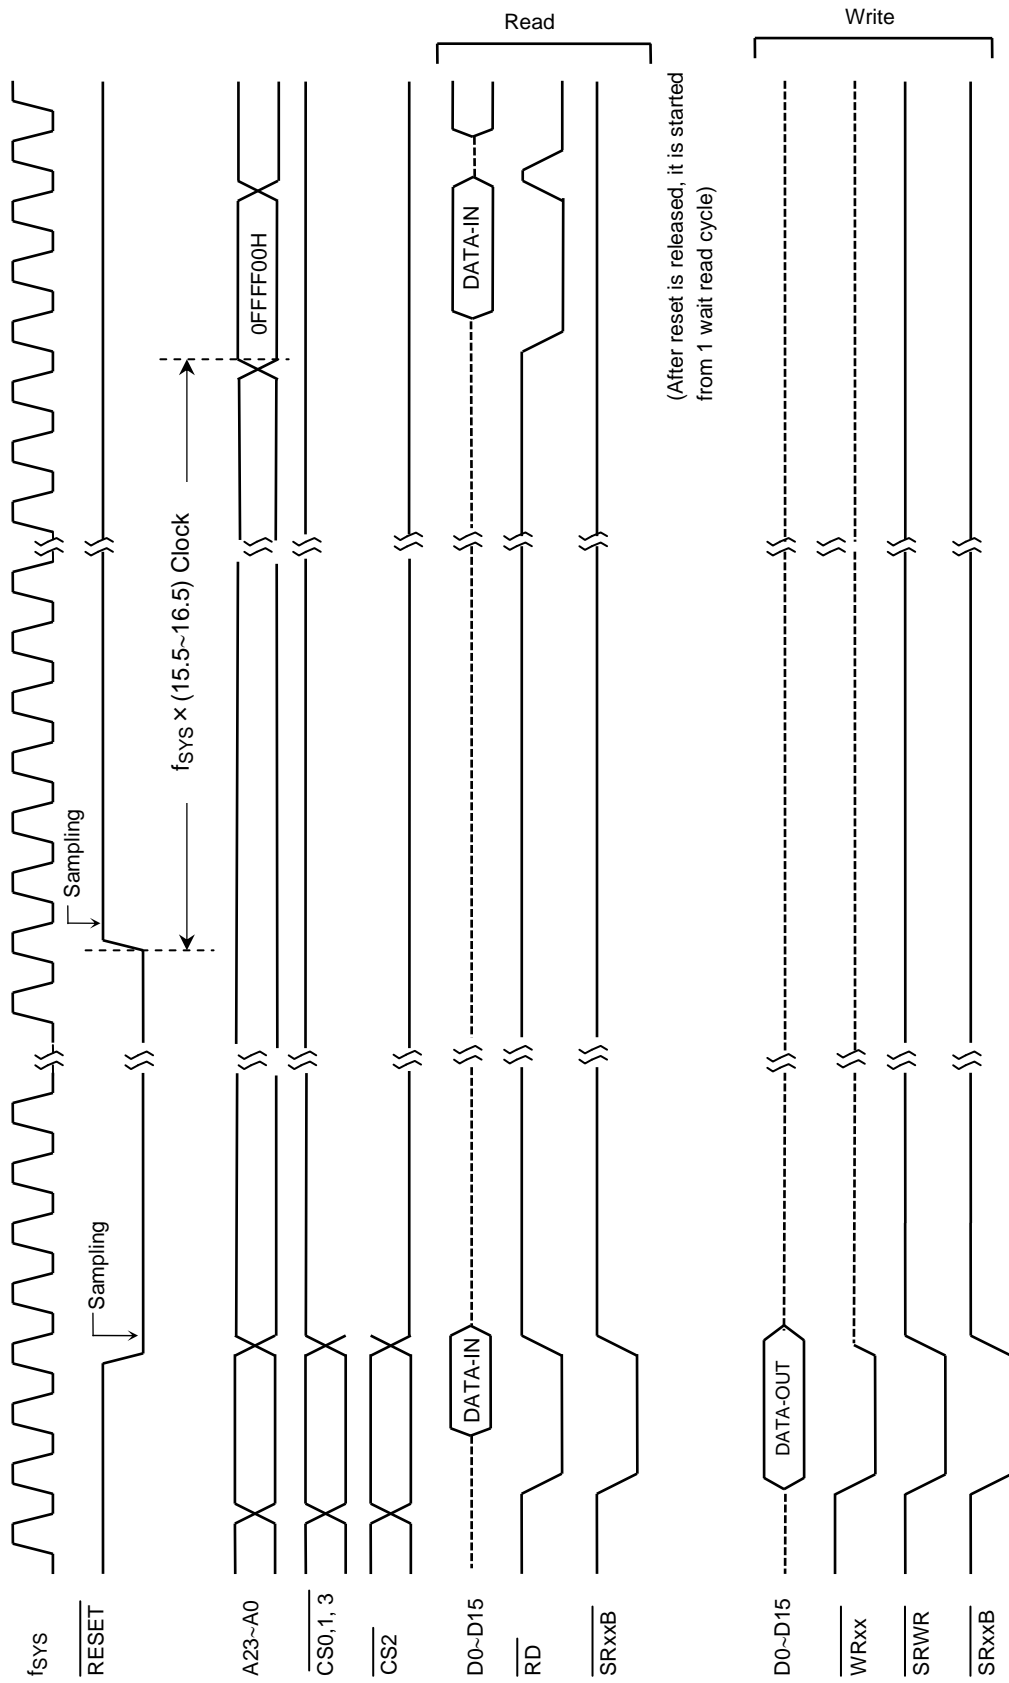 Read
Write
fSYS
RESET
Sampling
Sampling
fSYS × (15.5~16.5) Clock
A23~A0
0FFFF00H
CS0,1, 3
CS2
D0~D15
DATA-IN
DATA-IN
RD
SRxxB
(After reset is released, it is started
from 1 wait read cycle)
D0~D15
DATA-OUT
WRxx
SRWR
SRxxB